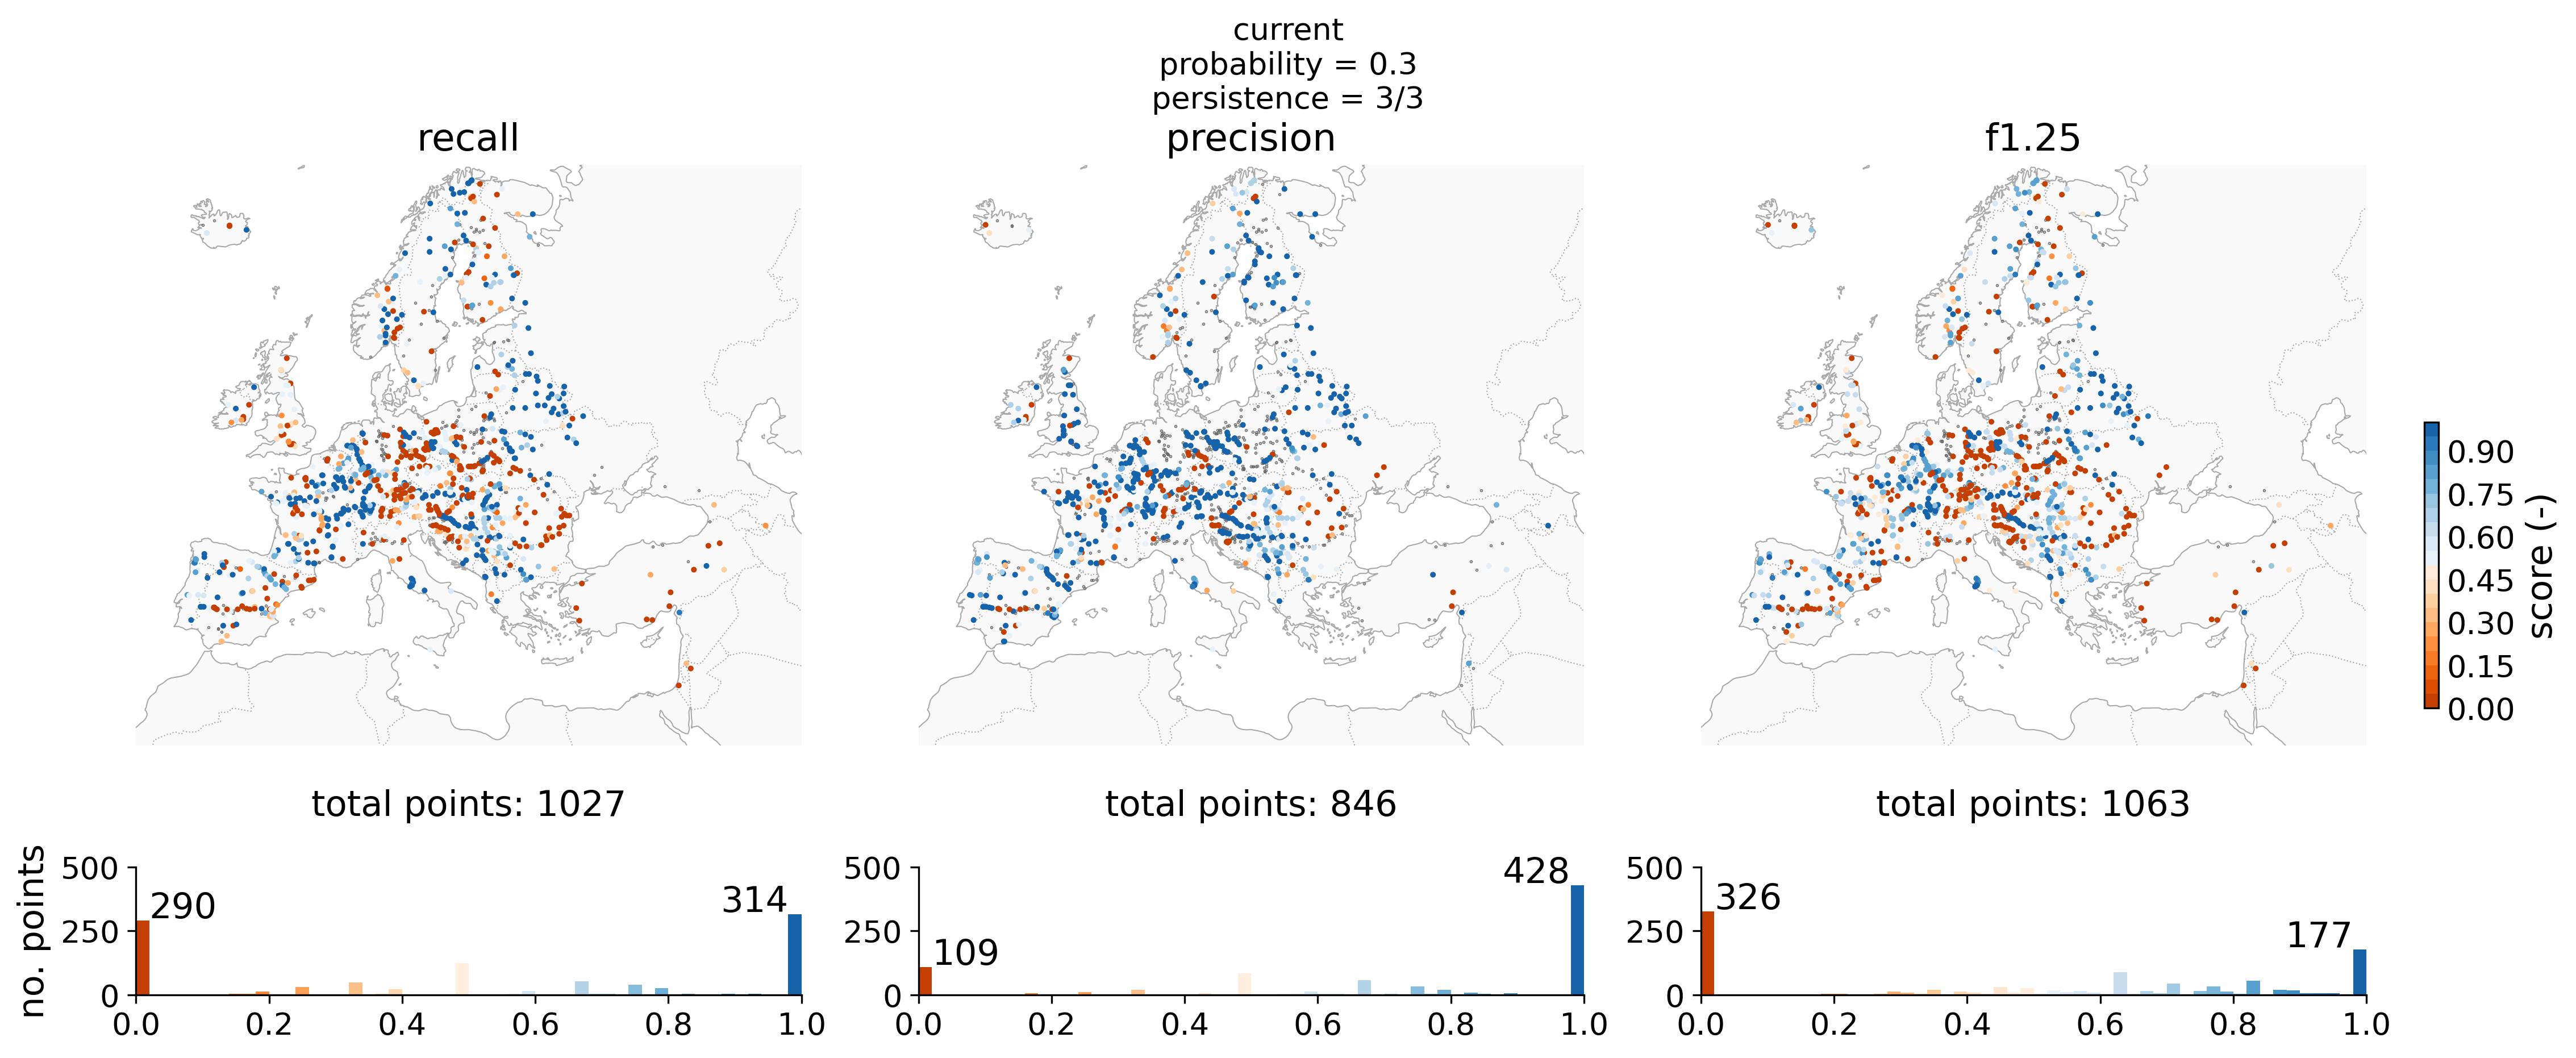 current
probability = 0.3
persistence = 3/3
recall
precision
f1.25
0.90
0.75
0.60
0.45
0.30
0.15
0.00
score (-)
total points: 1027
total points: 846
total points: 1063
no. points
500
250
0
290
314
0.0 0.2 0.4 0.6 0.8 1.0
500
250
0
109
428
0.0 0.2 0.4 0.6 0.8 1.0
500
250
0
326
177
0.0 0.2 0.4 0.6 0.8 1.0